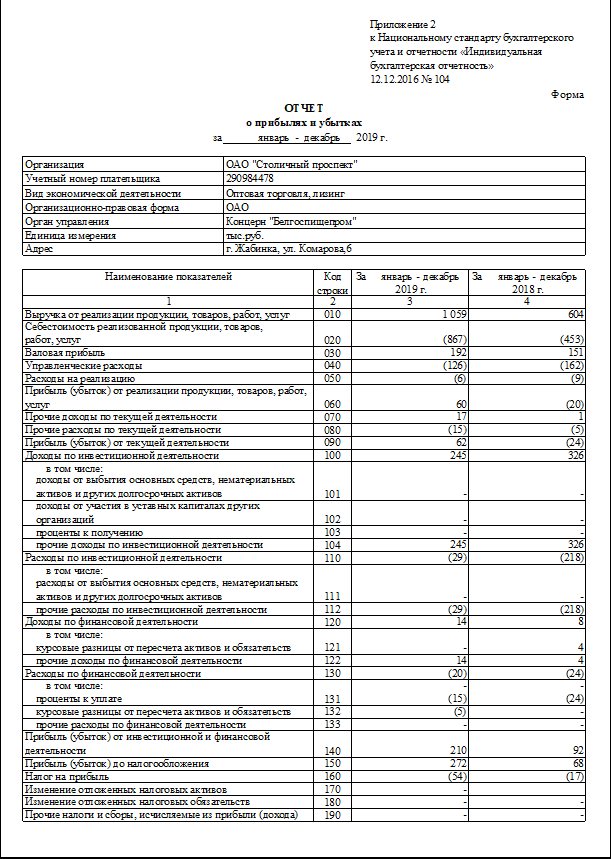 Приложение 2
к Национальному стандарту бухгалтерского
учета и отчетности «Индивидуальная
бухгалтерская отчетность»
12.12.2016 № 104
Форма
ОТЧЕТ
о прибылях и убытках
за январь - декабрь 2019 г.
Организация ОАО "Столичный проспект"
Учетный номер плательщика 290984478
Вид экономической деятельности Оптовая торговля, лизинг
Организационно-правовая форма ОАО
Орган управления Концерн "Белгоспищепром"
Единица измерения тыс.руб.
Адрес г. Жабинка, ул. Комарова,6
Наименование показателей Код За январь - декабрь За январь - декабрь
строки 2019 г. 2018 г.
1 2 3 4
Выручка от реализации продукции, товаров, работ, услуг 010 1 059 604
Себестоимость реализованной продукции, товаров,
работ, услуг 020 (867) (453)
Валовая прибыль 030 192 151
Управленческие расходы 040 (126) (162)
Расходы на реализацию 050 (6) (9)
Прибыль (убыток) от реализации продукции, товаров, работ,
услуг 060 60 (20)
Прочие доходы по текущей деятельности 070 17 1
Прочие расходы по текущей деятельности 080 (15) (5)
Прибыль (убыток) от текущей деятельности 090 62 (24)
Доходы по инвестиционной деятельности 100 245 326
в том числе:
доходы от выбытия основных средств, нематериальных
активов и других долгосрочных активов 101 - -
доходы от участия в уставных капиталах других
организаций 102 - -
проценты к получению 103 - -
прочие доходы по инвестиционной деятельности 104 245 326
Расходы по инвестиционной деятельности 110 (29) (218)
в том числе:
расходы от выбытия основных средств, нематериальных
активов и других долгосрочных активов 111 - -
прочие расходы по инвестиционной деятельности 112 (29) (218)
Доходы по финансовой деятельности 120 14 8
в том числе:
курсовые разницы от пересчета активов и обязательств 121 - 4
прочие доходы по финансовой деятельности 122 14 4
Расходы по финансовой деятельности 130 (20) (24)
в том числе: - -
проценты к уплате 131 (15) (24)
курсовые разницы от пересчета активов и обязательств 132 (5) -
прочие расходы по финансовой деятельности 133 - -
Прибыль (убыток) от инвестиционной и финансовой
деятельности 140 210 92
Прибыль (убыток) до налогообложения 150 272 68
Налог на прибыль 160 (54) (17)
Изменение отложенных налоговых активов 170 -
Изменение отложенных налоговых обязательств 180 - -
Прочие налоги и сборы, исчисляемые из прибыли (дохода) 190 - -